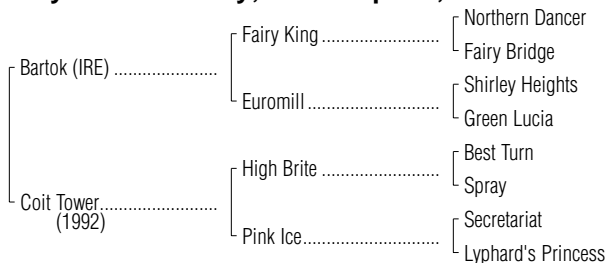 Northern Dancer
Fairy King
Fairy Bridge
Bartok (IRE)
Shirley Heights
Euromill
Green Lucia
Best Turn
High Brite
Spray
Coit Tower
(1992)
Secretariat
Pink Ice
Lyphard's Princess